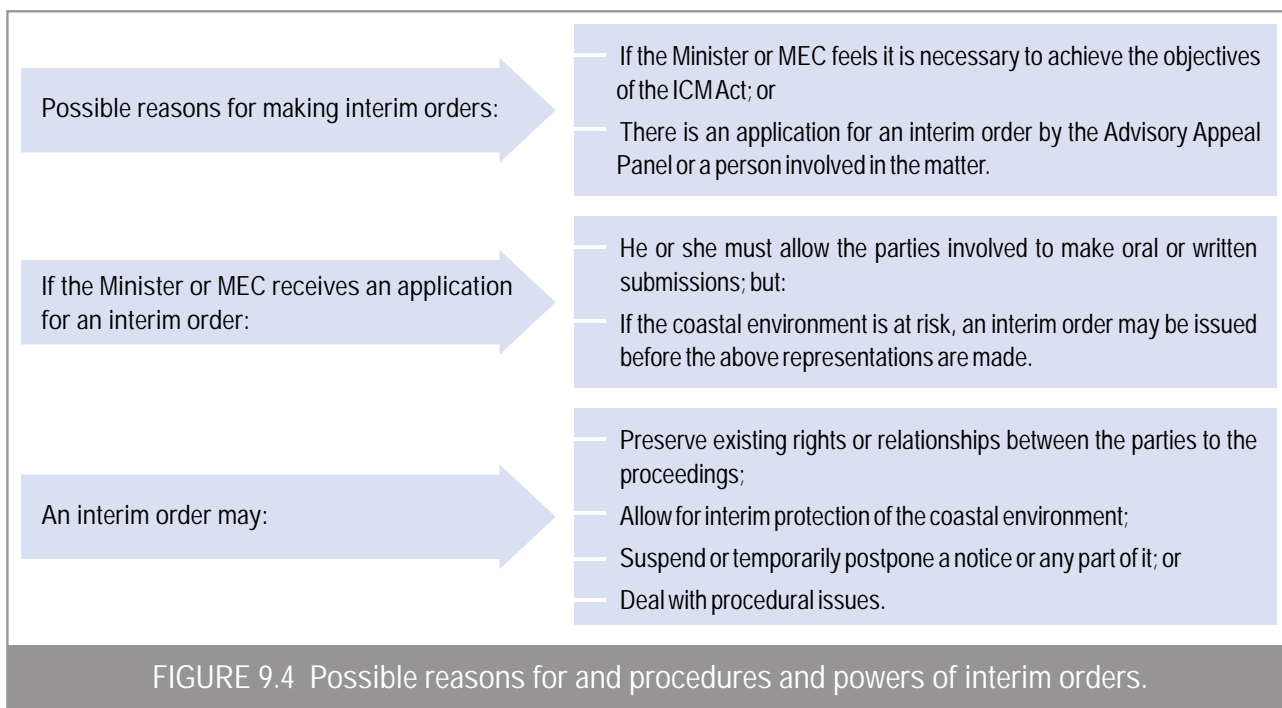 Possible reasons for making interim orders:
If the Minister or MEC feels it is necessary to achieve the objectives
of the ICM Act; or
There is an application for an interim order by the Advisory Appeal
Panel or a person involved in the matter.
If the Minister or MEC receives an application
for an interim order:
He or she must allow the parties involved to make oral or written
submissions; but:
If the coastal environment is at risk, an interim order may be issued
before the above representations are made.
An interim order may:
Preserve existing rights or relationships between the parties to the
proceedings;
Allow for interim protection of the coastal environment;
Suspend or temporarily postpone a notice or any part of it; or
Deal with procedural issues.
FIGURE 9.4 Possible reasons for and procedures and powers of interim orders.